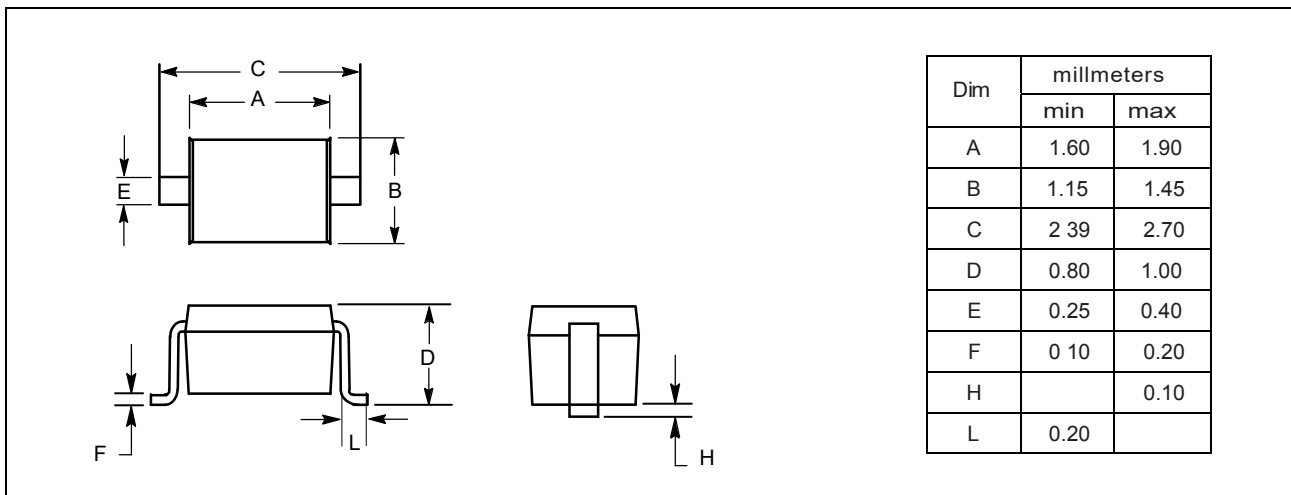 C
A
E
B
D
F
L
H
Dim millmeters
min max
A 1.60 1.90
B 1.15 1.45
C 2 39 2.70
D 0.80 1.00
E 0.25 0.40
F 0 10 0.20
H 0.10
L 0.20